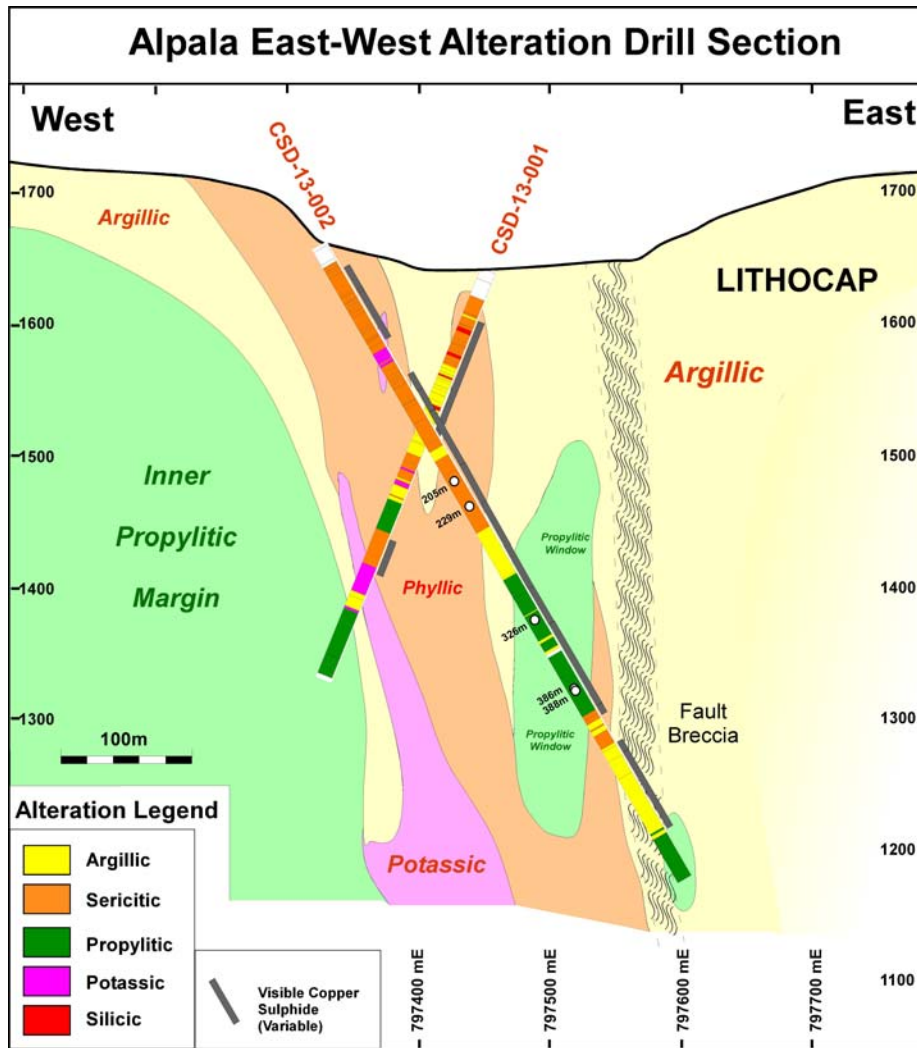 Alpala East-West Alteration Drill Section
West
East
CSD-13-002
CSD-13-001
1700
1700
Argillic
LITHOCAP
1600
1600
Argillic
1500
1500
Inner
Propylitic
Margin
205m
229m
Propylitic
Window
1400
1400
Phyllic
326m
386m
388m
1300
1300
Fault
Breccia
Propylitic
Window
100m
Alteration Legend
Argillic
Sericitic
Propylitic
Potassic
Silicic
Potassic
1200
Visible Copper
Sulphide
(Variable)
797400 mE
797500 mE
797600 mE
797700 mE
1100